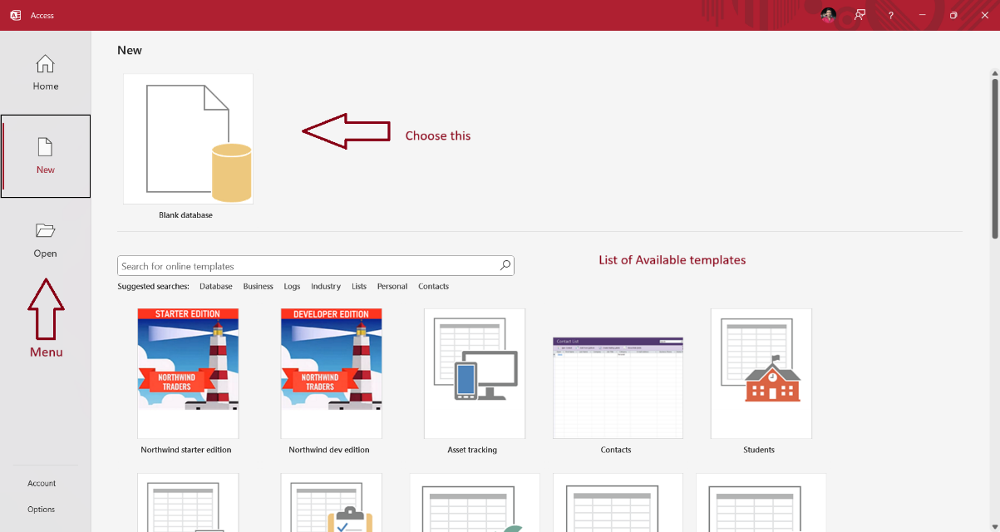 Access
?
Home
New
Open
Menu
Account
Options
New
Choose this
Blank database
Search for online templates
List of Available templates
Suggested searches: Database Business Logs Industry Lists Personal Contacts
STARTER EDITION
NORTHWIND
TRADERS
Northwind starter edition
DEVELOPER EDITION
NORTHWIND
TRADERS
Northwind dev edition
Asset tracking
Contact List
Contacts
Students